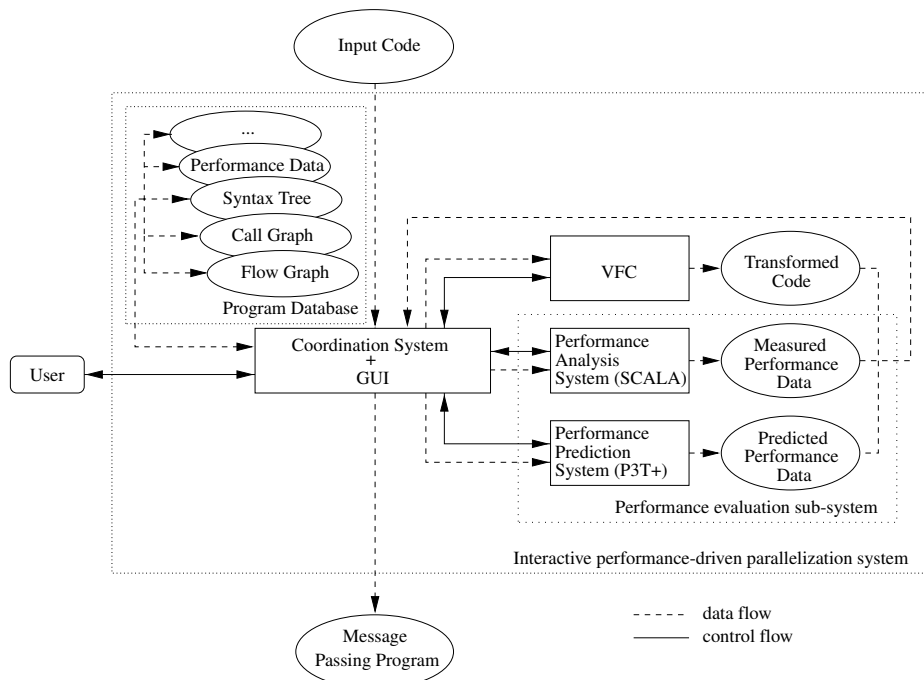 Input Code
...
Performance Data
Syntax Tree
Call Graph
Flow Graph
Program Database
VFC
Transformed
Code
Coordination System
+
GUI
User
Performance
Analysis
System (SCALA)
Measured
Performance
Data
Performance
Prediction
System (P3T+)
Predicted
Performance
Data
Performance evaluation sub-system
Interactive performance-driven parallelization system
Message
Passing Program
data flow
control flow